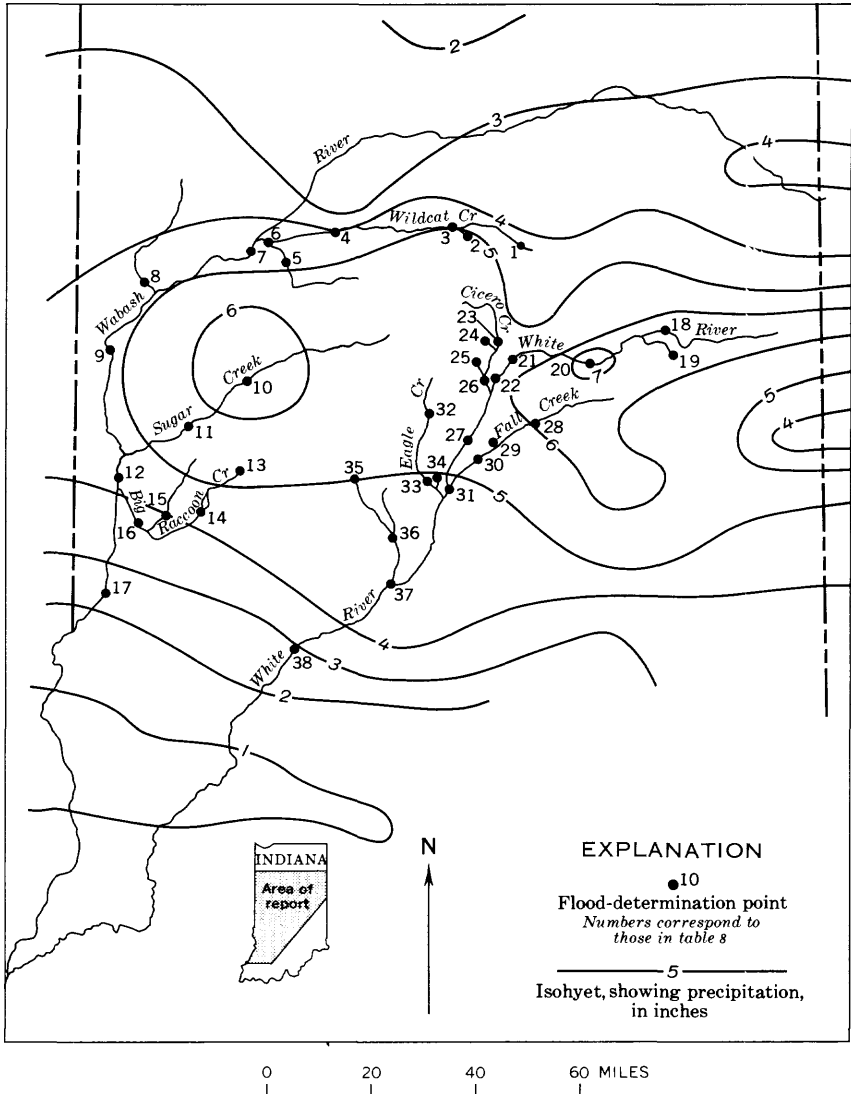 2
3
4
River
Wildcat Cr
4
5
6
7
4
3
2
1
5
8
Wabash
6
Cicero Cr
23
24
White
18
River
9
25
21
20
7
19
Creek
10
26
22
5
Sugar
11
Cr
32
Fall Creek
28
4
Eagle
27
29
6
30
12
13
35
34
33
31
5
Big Raccoon Cr
15
14
16
36
17
River
37
4
White
38
3
2
1
INDIANA
Area of
report
N
EXPLANATION
10
Flood-determination point
Numbers correspond to
those in table 8
5
Isohyet, showing precipitation,
in inches
0 20 40 60 MILES